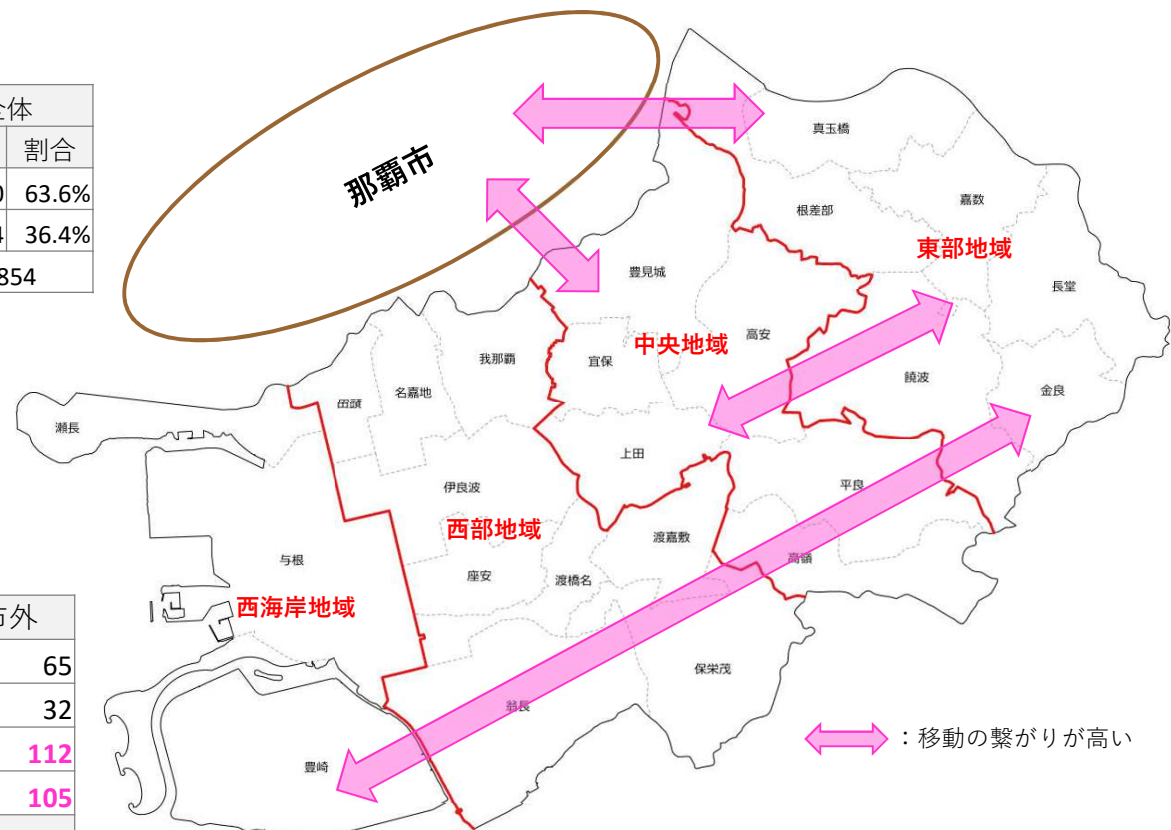 全体
割合
63.6%
36.4%
854
那覇市
真玉橋
嘉数
根差部
東部地域
長堂
豊見城
高安
中央地域
宜保
我那覇
名嘉地
田頭
饒波
金良
瀬長
上田
平良
伊良波
西部地域
渡嘉敷
高嶺
与根
座安
渡橋名
西海岸地域
保栄茂
翁長
豊崎
：移動の繋がりが高い
市外
65
32
112
105